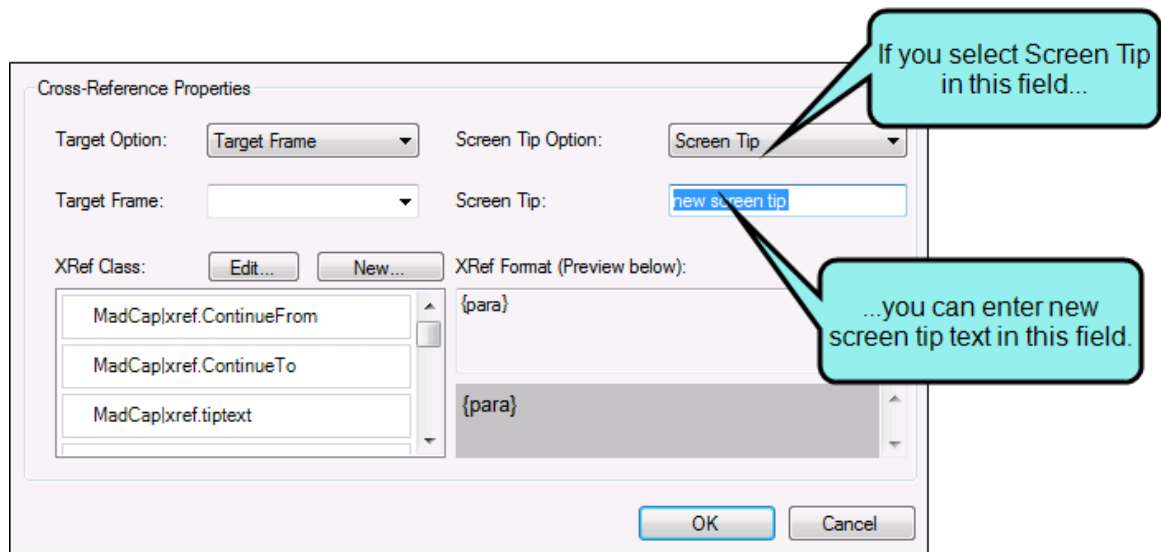 If you select Screen Tip
in this field...
Cross-Reference Properties
Target Option:
Target Frame
Screen Tip Option:
Screen Tip
Target Frame:
Screen Tip:
new screen tip
XRef Class:
Edit...
New...
XRef Format (Preview below):
...you can enter new
screen tip text in this field.
MadCap|xref.ContinueFrom
MadCap|xref.ContinueTo
MadCap|xref.tiptext
{para}
{para}
OK
Cancel